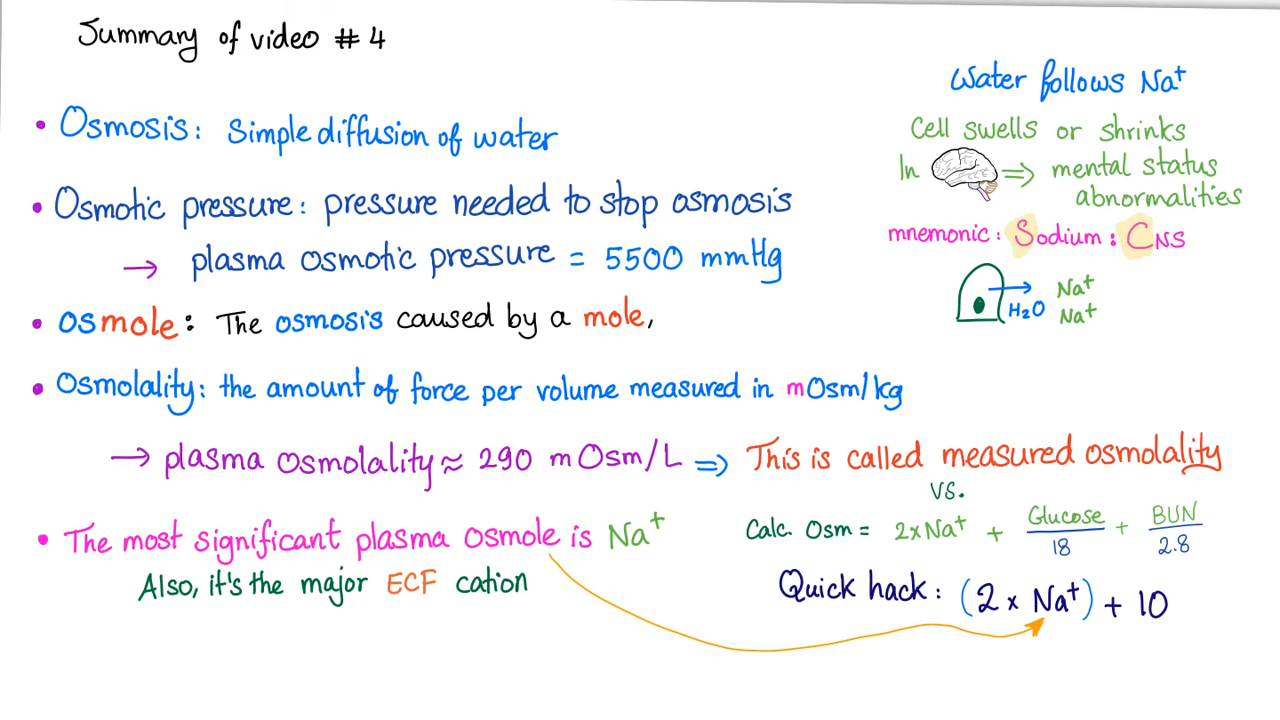 Summary of video # 4
• Osmosis: Simple diffusion of water
• Osmotic pressure: pressure needed to stop osmosis
→ plasma osmotic pressure = 5500 mmHg
• osmole: The osmosis caused by a mole,
• Osmolality: the amount of force per volume measured in mOsm/kg
→ plasma osmolality ≈ 290 mOsm/L ⇒ This is called measured osmolality
vs.
• The most significant plasma osmole is Na⁺
Also, it's the major ECF cation
Calc. Osm = 2xNa⁺ + Glucose/18 + BUN/2.8
Quick hack: (2 x Na⁺) + 10
Water follows Na⁺
Cell swells or shrinks
In ⇒ mental status
abnormalities
mnemonic: Sodium: CNS
Na⁺
H₂O Na⁺